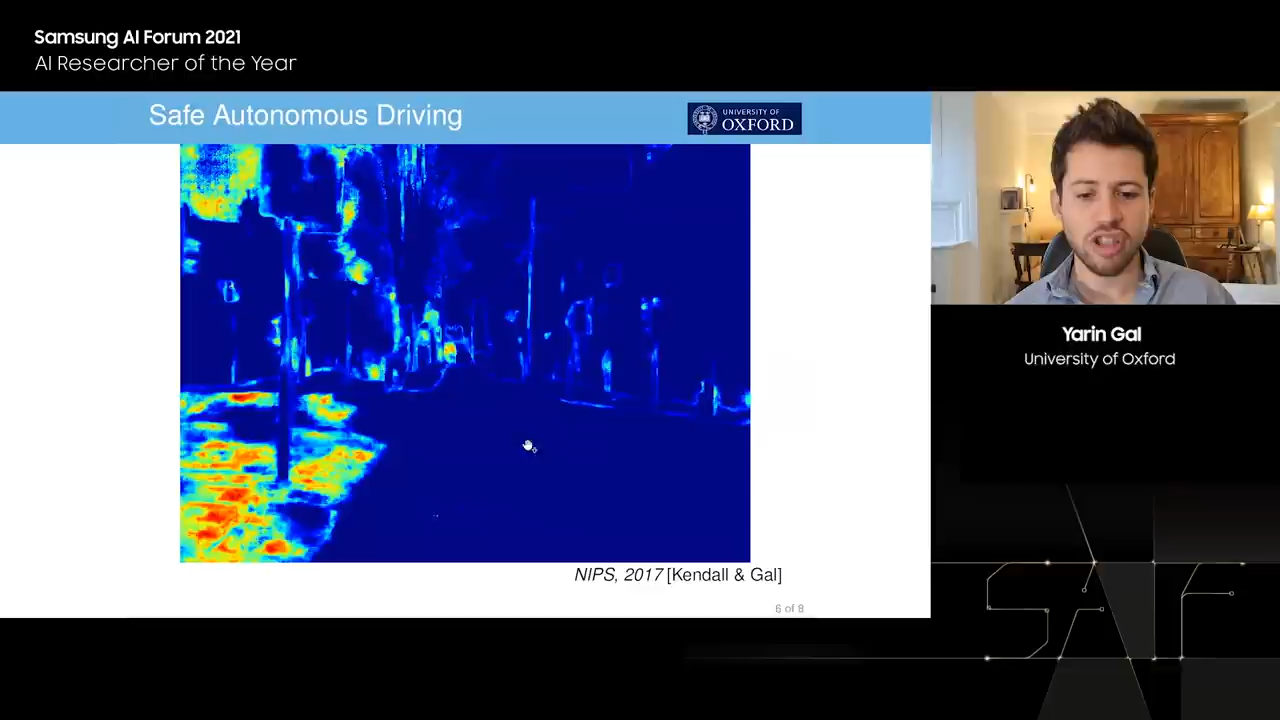 Samsung AI Forum 2021
AI Researcher of the Year
Safe Autonomous Driving
UNIVERSITY OF
OXFORD
Yarin Gal
University of Oxford
NIPS, 2017 [Kendall & Gal]
6 of 8
SAIF